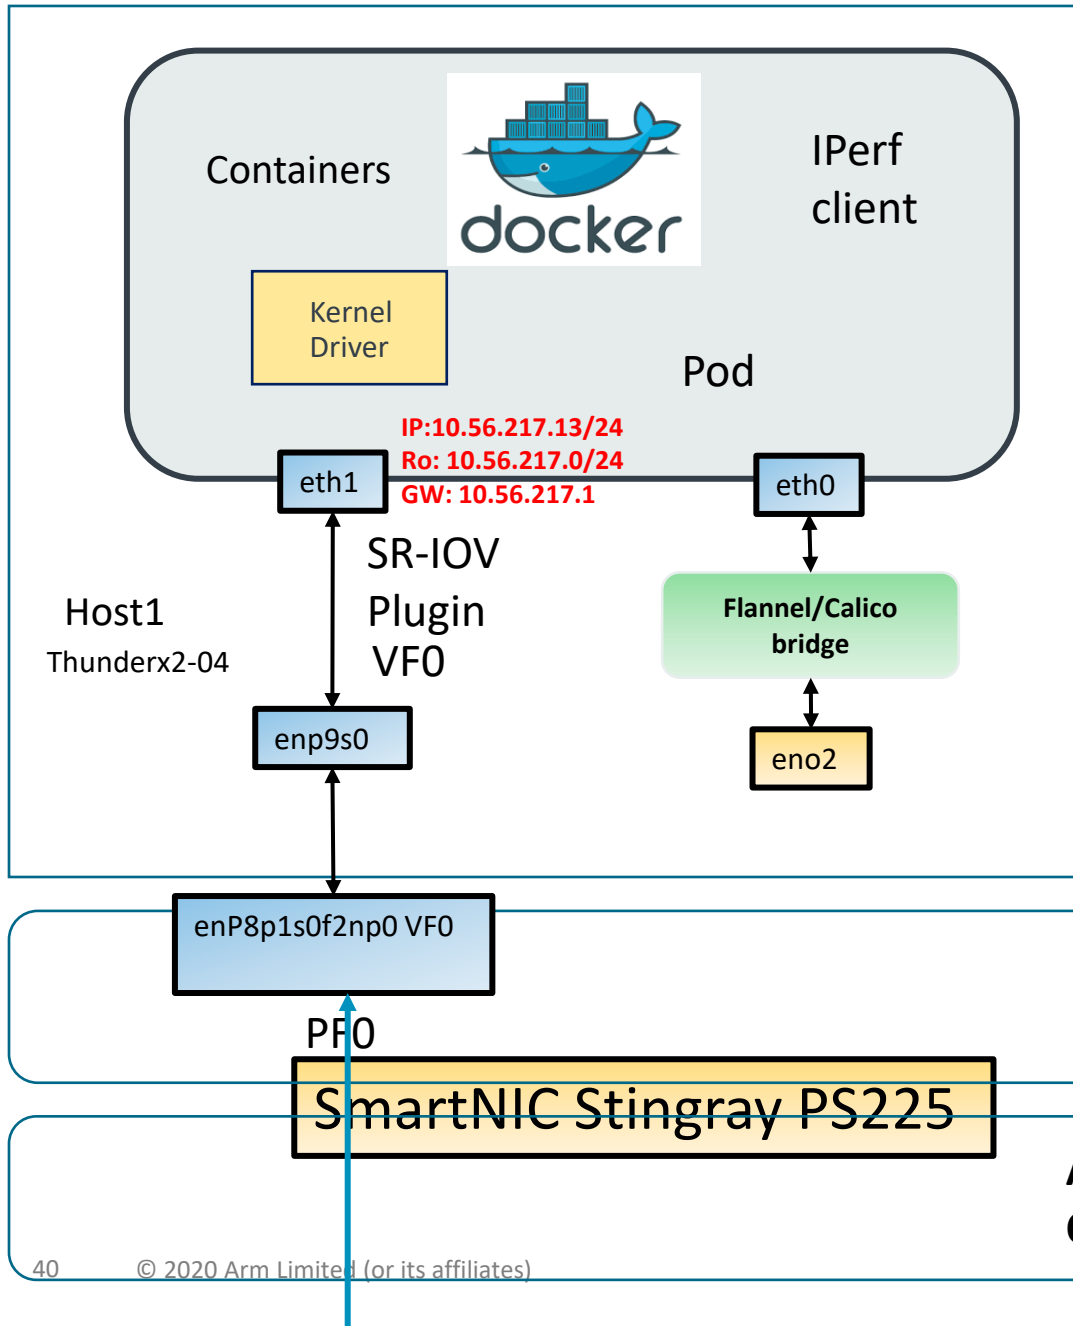 Containers
docker
IPerf
client
Kernel
Driver
Pod
IP:10.56.217.13/24
Ro: 10.56.217.0/24
GW: 10.56.217.1
eth1
eth0
SR-IOV
Plugin
VF0
Flannel/Calico
bridge
Host1
Thunderx2-04
enp9s0
eno2
enP8p1s0f2np0 VF0
PF0
SmartNIC Stingray PS225
40
© 2020 Arm Limited (or its affiliates)